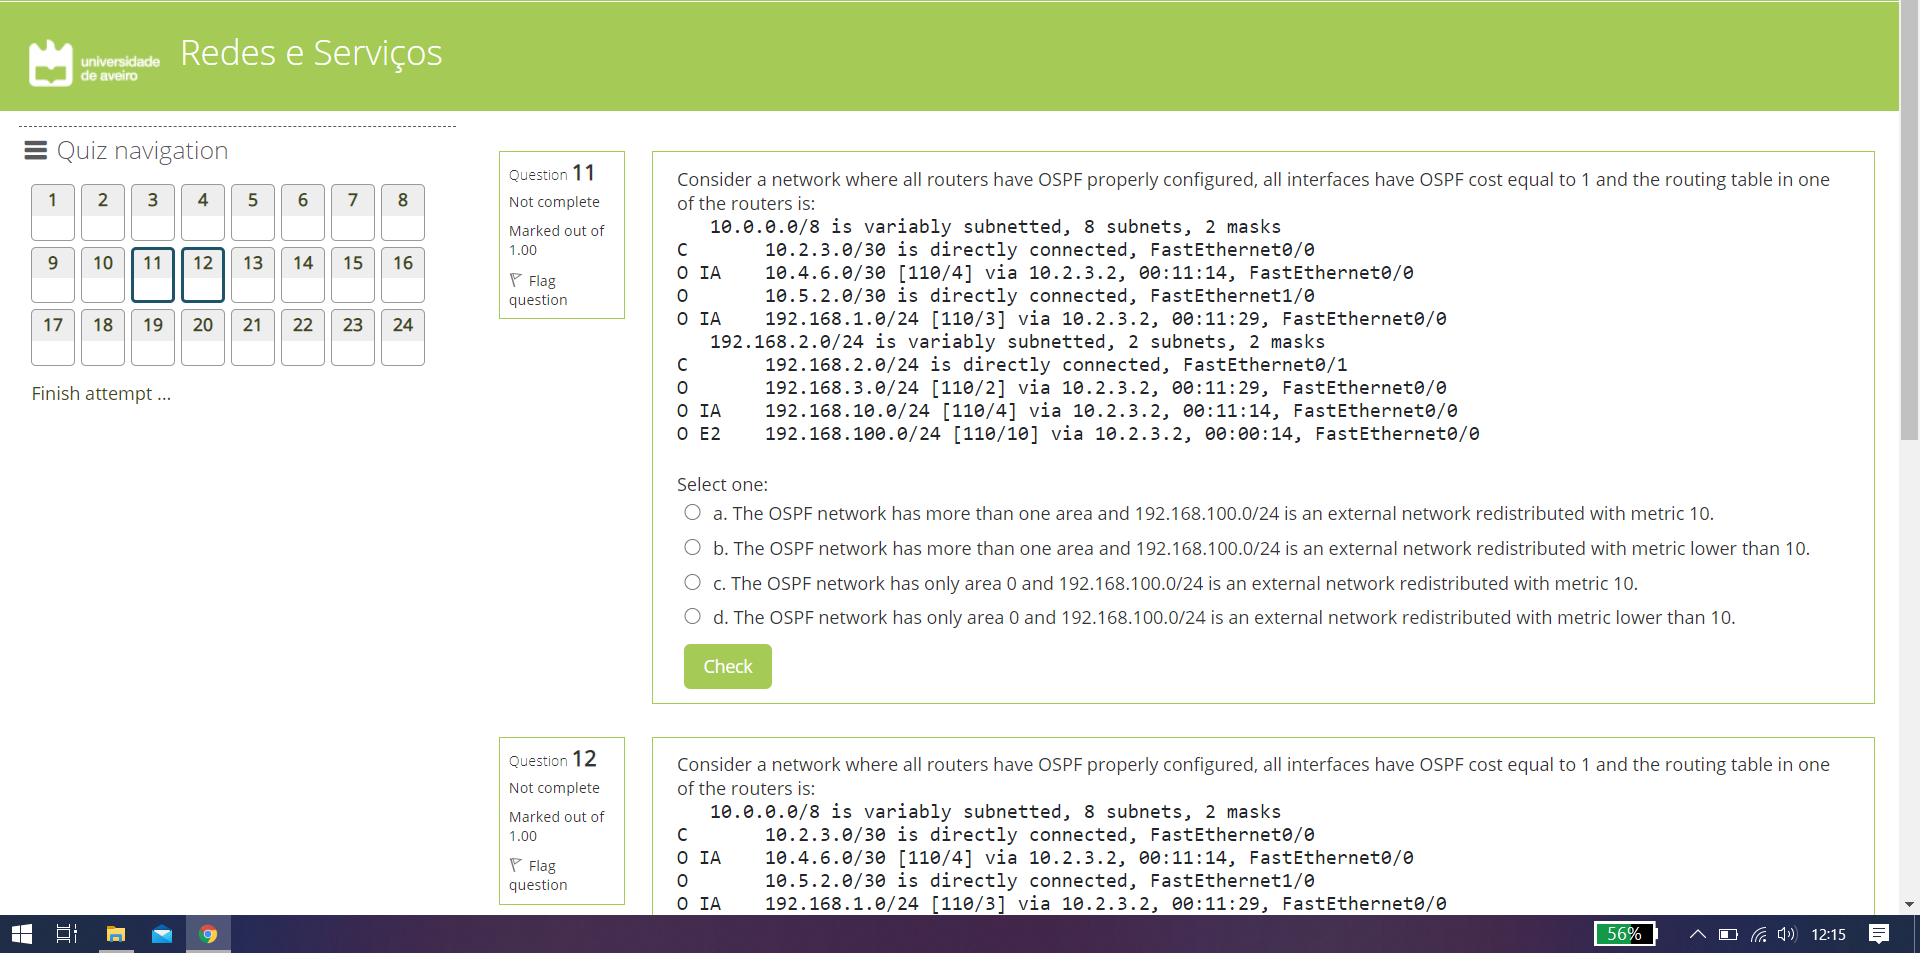 universidade
de aveiro
Redes e Serviços
Quiz navigation
1 2 3 4 5 6 7 8
9 10 11 12 13 14 15 16
17 18 19 20 21 22 23 24
Finish attempt ...
Question 11
Not complete
Marked out of
1.00
Flag
question
Consider a network where all routers have OSPF properly configured, all interfaces have OSPF cost equal to 1 and the routing table in one
of the routers is:
10.0.0.0/8 is variably subnetted, 8 subnets, 2 masks
C 10.2.3.0/30 is directly connected, FastEthernet0/0
O IA 10.4.6.0/30 [110/4] via 10.2.3.2, 00:11:14, FastEthernet0/0
O 10.5.2.0/30 is directly connected, FastEthernet1/0
O IA 192.168.1.0/24 [110/3] via 10.2.3.2, 00:11:29, FastEthernet0/0
192.168.2.0/24 is variably subnetted, 2 subnets, 2 masks
C 192.168.2.0/24 is directly connected, FastEthernet0/1
O 192.168.3.0/24 [110/2] via 10.2.3.2, 00:11:29, FastEthernet0/0
O IA 192.168.10.0/24 [110/4] via 10.2.3.2, 00:11:14, FastEthernet0/0
O E2 192.168.100.0/24 [110/10] via 10.2.3.2, 00:00:14, FastEthernet0/0
Select one:
a. The OSPF network has more than one area and 192.168.100.0/24 is an external network redistributed with metric 10.
b. The OSPF network has more than one area and 192.168.100.0/24 is an external network redistributed with metric lower than 10.
c. The OSPF network has only area 0 and 192.168.100.0/24 is an external network redistributed with metric 10.
d. The OSPF network has only area 0 and 192.168.100.0/24 is an external network redistributed with metric lower than 10.
Check
Question 12
Not complete
Marked out of
1.00
Flag
question
Consider a network where all routers have OSPF properly configured, all interfaces have OSPF cost equal to 1 and the routing table in one
of the routers is:
10.0.0.0/8 is variably subnetted, 8 subnets, 2 masks
C 10.2.3.0/30 is directly connected, FastEthernet0/0
O IA 10.4.6.0/30 [110/4] via 10.2.3.2, 00:11:14, FastEthernet0/0
O 10.5.2.0/30 is directly connected, FastEthernet1/0
O IA 192.168.1.0/24 [110/3] via 10.2.3.2, 00:11:29, FastEthernet0/0
56%
12:15